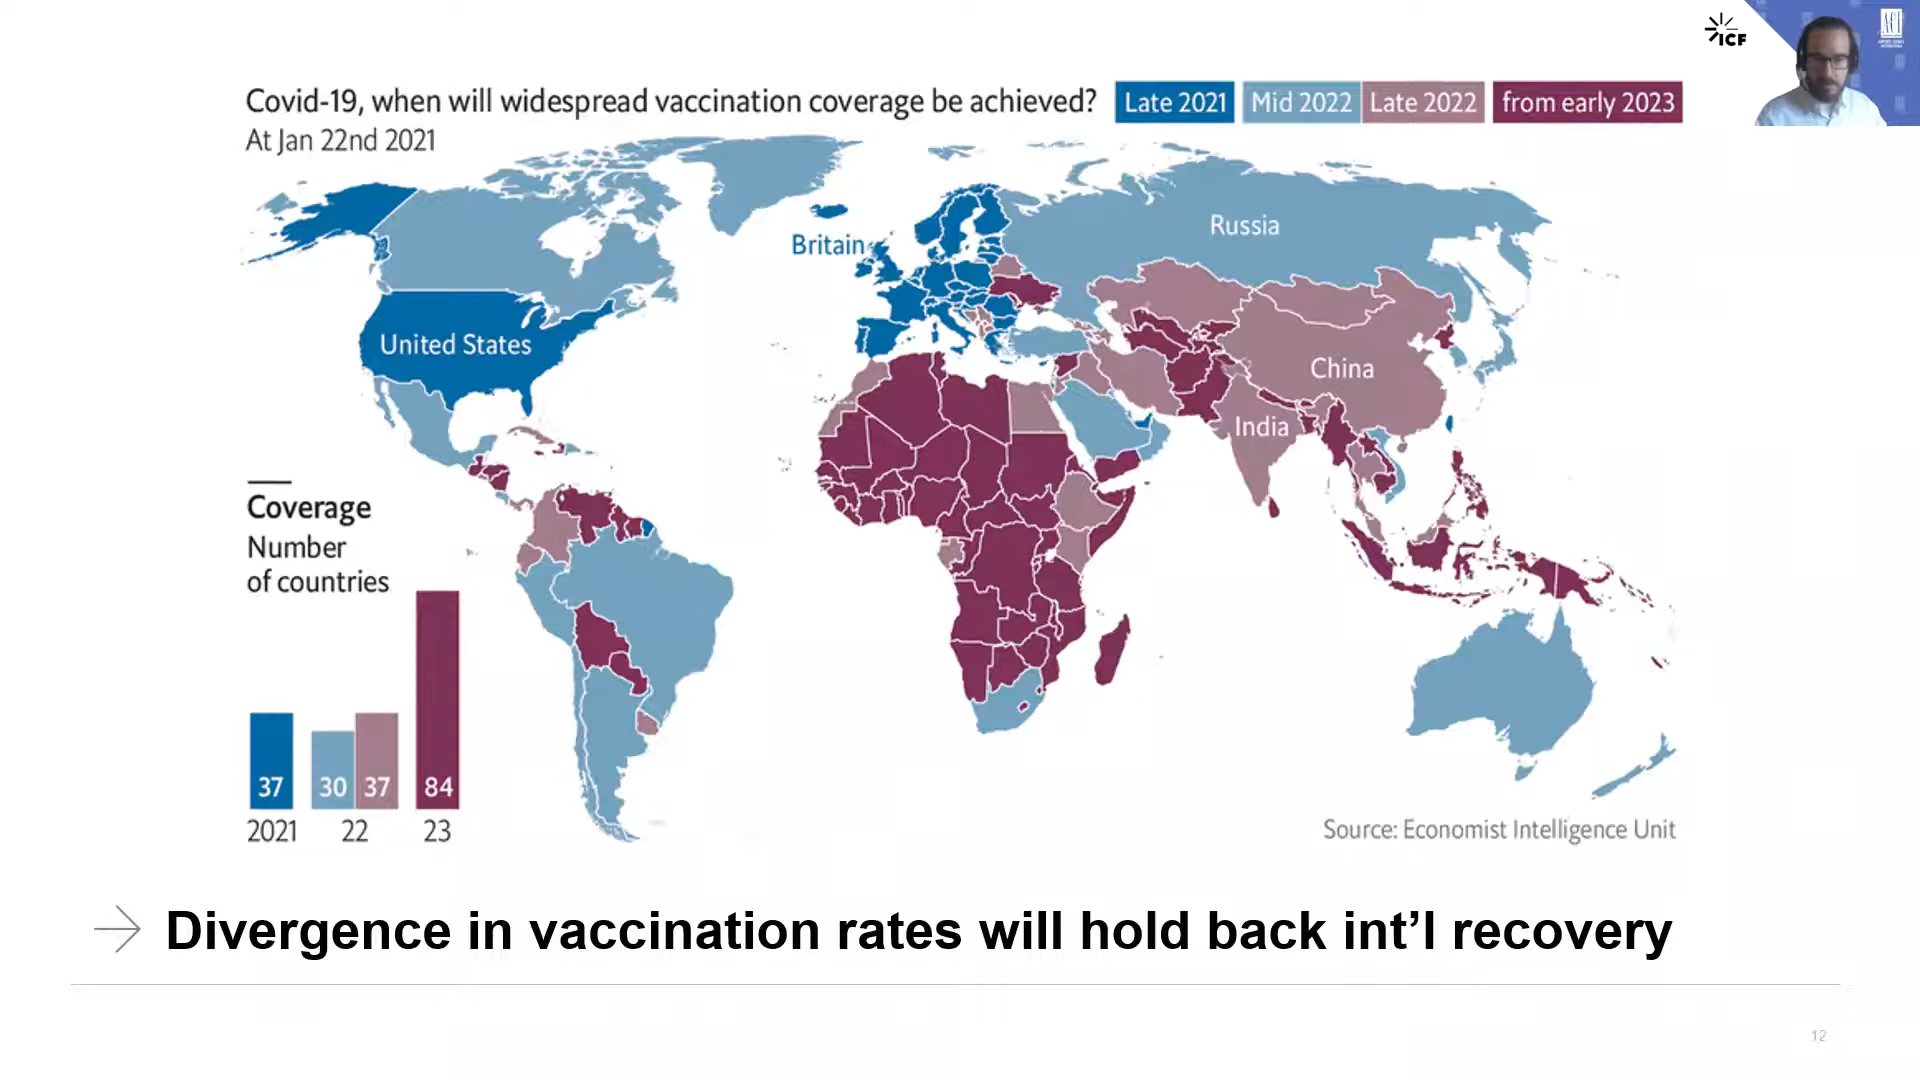 ICF
ACI
Covid-19, when will widespread vaccination coverage be achieved?
Late 2021
Mid 2022
Late 2022
from early 2023
At Jan 22nd 2021
Russia
Britain
United States
China
India
Coverage
Number
of countries
37
30
37
84
2021
22
23
Source: Economist Intelligence Unit
Divergence in vaccination rates will hold back int’l recovery
12